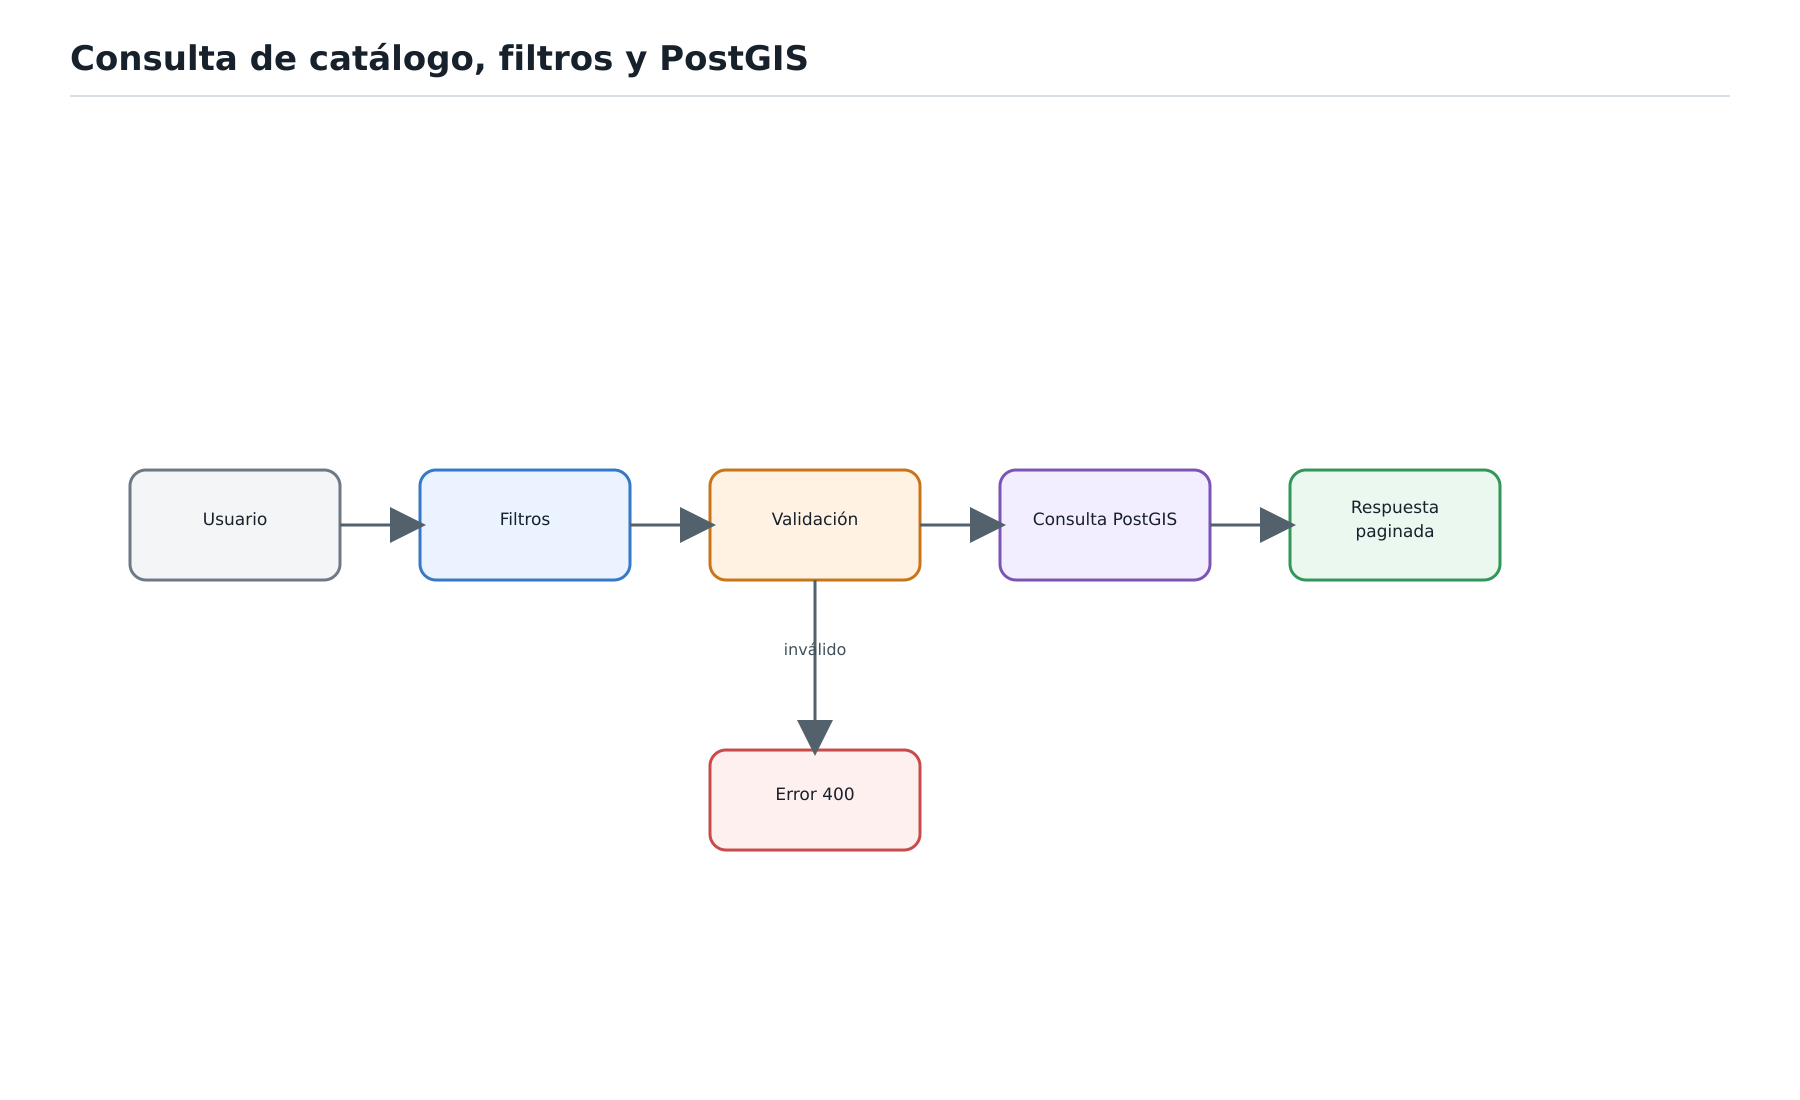 Consulta de catálogo, filtros y PostGIS
Usuario
Filtros
Validación
Consulta PostGIS
Respuesta
paginada
inválido
Error 400